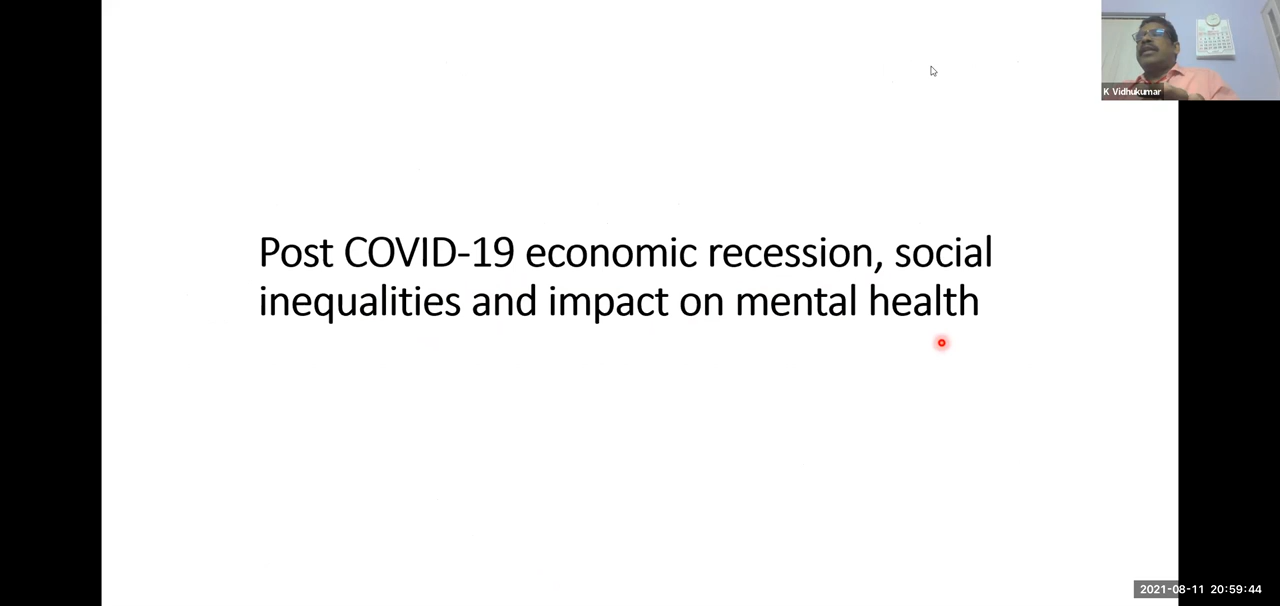 K Vidhukumar
Post COVID-19 economic recession, social
inequalities and impact on mental health
2021-08-11 20:59:44